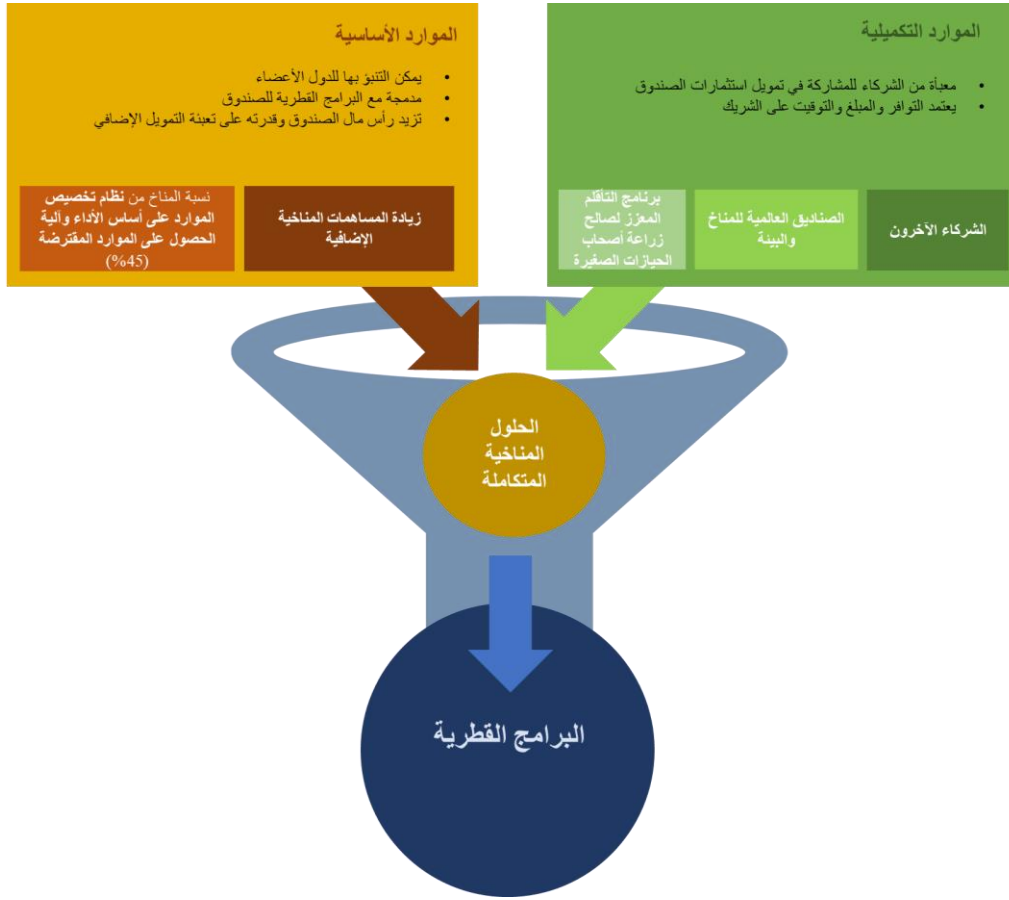 الموارد التكميلية
• معبأة من الشركاء للمشاركة في تمويل استثمارات الصندوق
• يعتمد التوافر والمبلغ والتوقيت على الشريك
الشركاء الآخرون
الصناديق العالمية للمناخ
والبيئة
برنامج التأقلم
المعزز لصالح
زراعة أصحاب
الحيازات الصغيرة
الموارد الأساسية
• يمكن التنبؤ بها للدول الأعضاء
• مدمجة مع البرامج القطرية للصندوق
• تزيد رأس مال الصندوق وقدرته على تعبئة التمويل الإضافي
زيادة المساهمات المناخية
الإضافية
نسبة المناخ من نظام تخصيص
الموارد على أساس الأداء وآلية
الحصول على الموارد المقترضة
(45%)
الحلول
المناخية
المتكاملة
البرامج القطرية